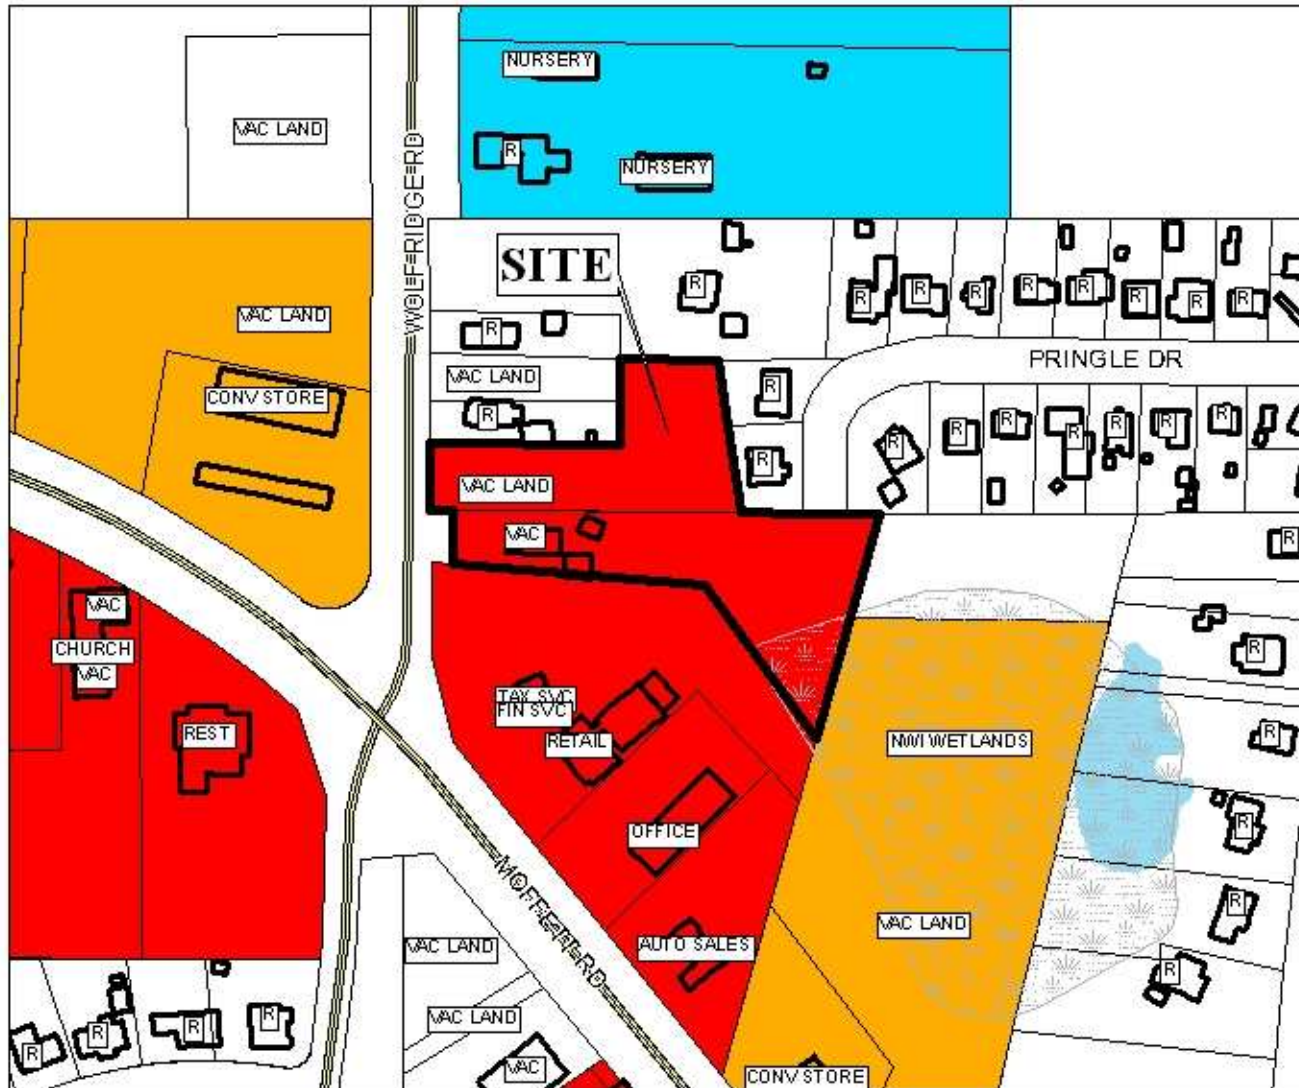 NURSERY
VAC LAND
R
NURSERY
WOLF RIDGE RD
SITE
R
R
R
R
R
R
R
R
R
VAC LAND
R
PRINGLE DR
VAC LAND
R
CONV STORE
R
R
R
R
R
R
R
R
R
VAC LAND
VAC
R
VAC
CHURCH
VAC
R
TAX SVC
FIN SVC
REST
RETAIL
NWI WETLANDS
R
OFFICE
R
R
VAC LAND
VAC LAND
AUTO SALES
MOFFETT RD
R
VAC LAND
R
R
R
R
VAC
CONV STORE